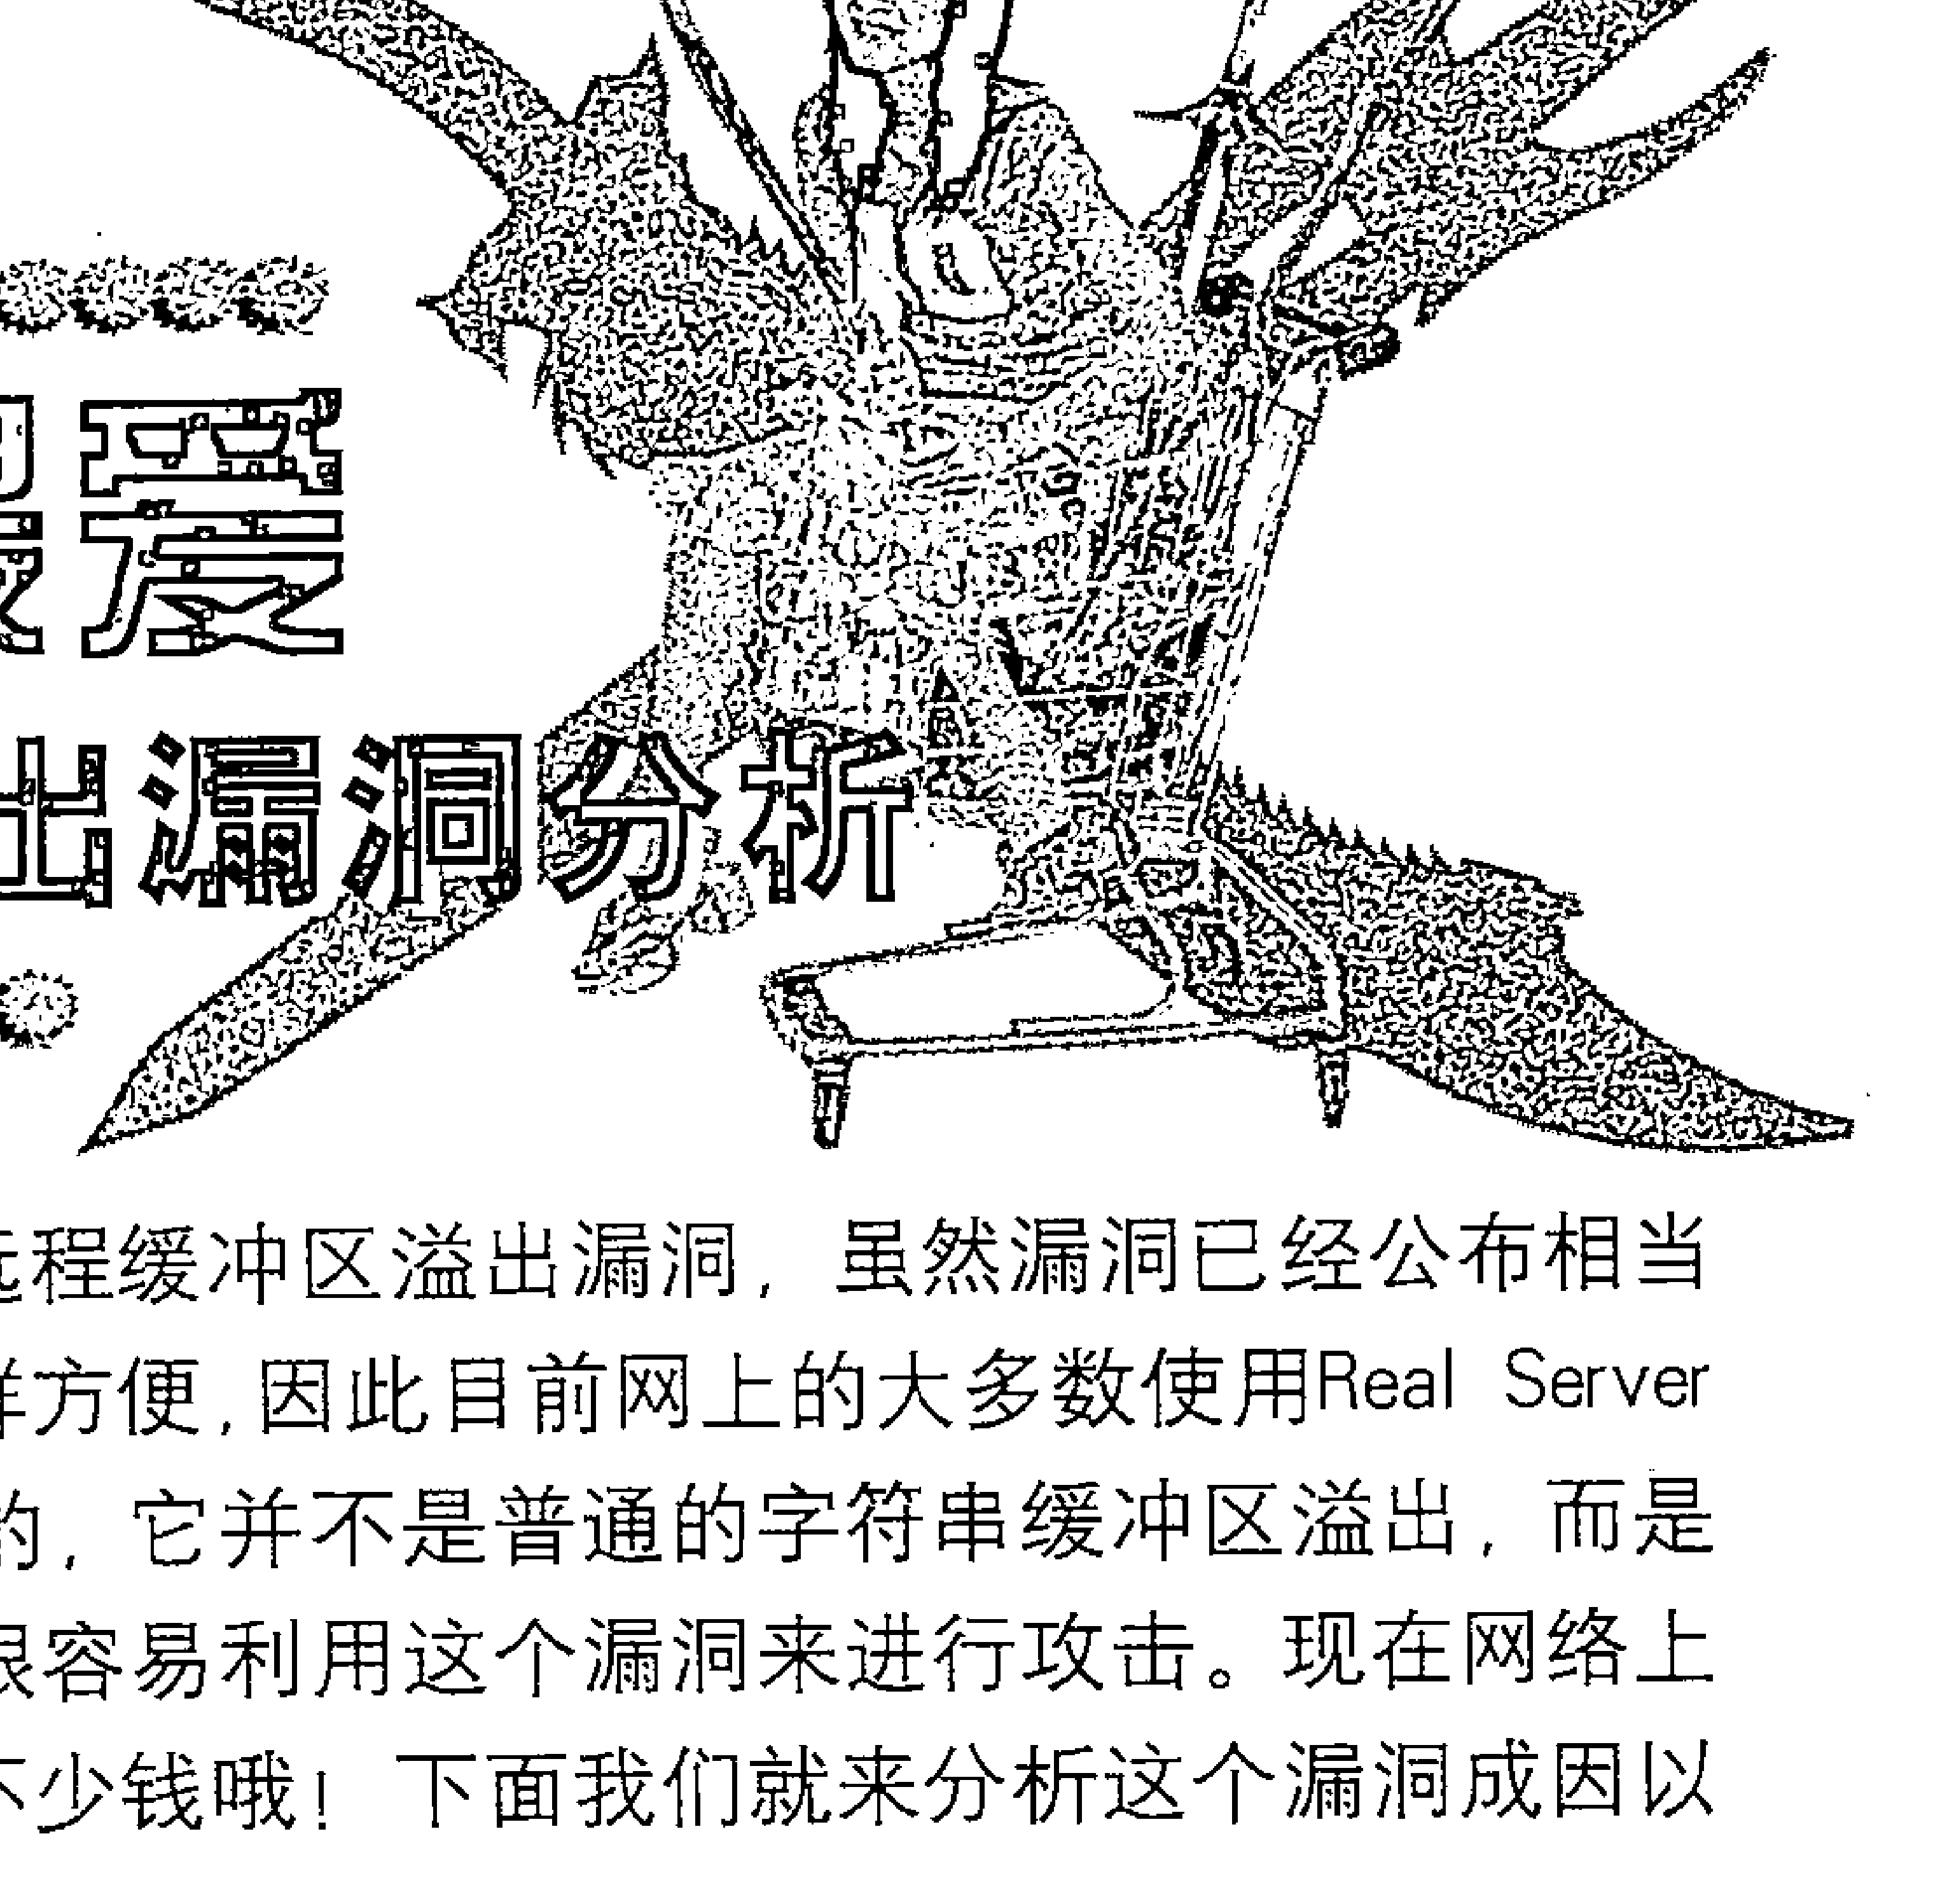 爱
出漏洞分析
程缓冲区溢出漏洞，虽然漏洞已经公布相当
方便，因此目前网上的大多数使用Real Server
的，它并不是普通的字符串缓冲区溢出，而是
很容易利用这个漏洞来进行攻击。现在网络上
不少钱哦！下面我们就来分析这个漏洞成因以